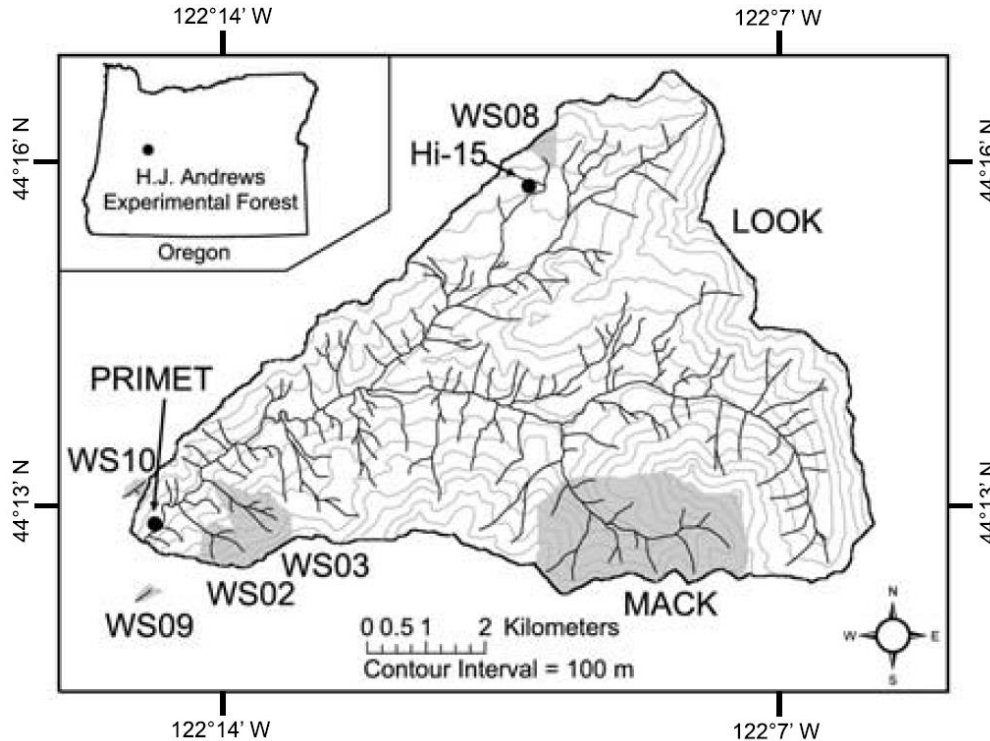 122°14’ W
122°7’ W
44°16’ N
44°16’ N
WS08
Hi-15
H.J. Andrews
Experimental Forest
Oregon
LOOK
PRIMET
WS10
44°13’ N
44°13’ N
WS03
WS02
MACK
WS09
0 0.5 1 2 Kilometers
Contour Interval = 100 m
N
W
E
S
122°14’ W
122°7’ W